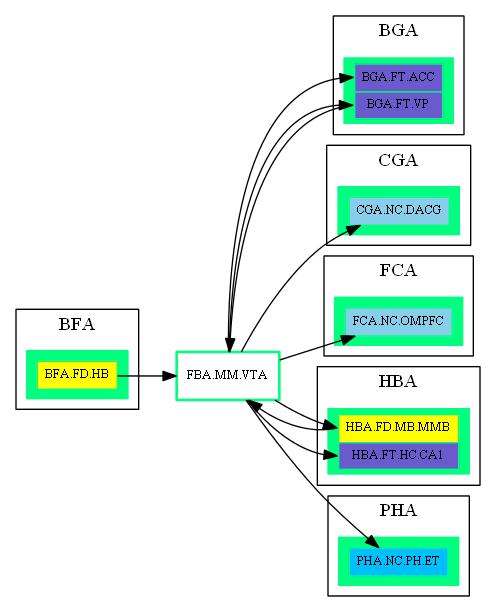 BGA
BGA.FT.ACC
BGA.FT.VP
CGA
CGA.NC.DACG
FCA
FCA.NC.OMPFC
BFA
BFA.FD.HB
FBA.MM.VTA
HBA
HBA.FD.MB.MMB
HBA.FT.HC.CA1
PHA
PHA.NC.PH.ET